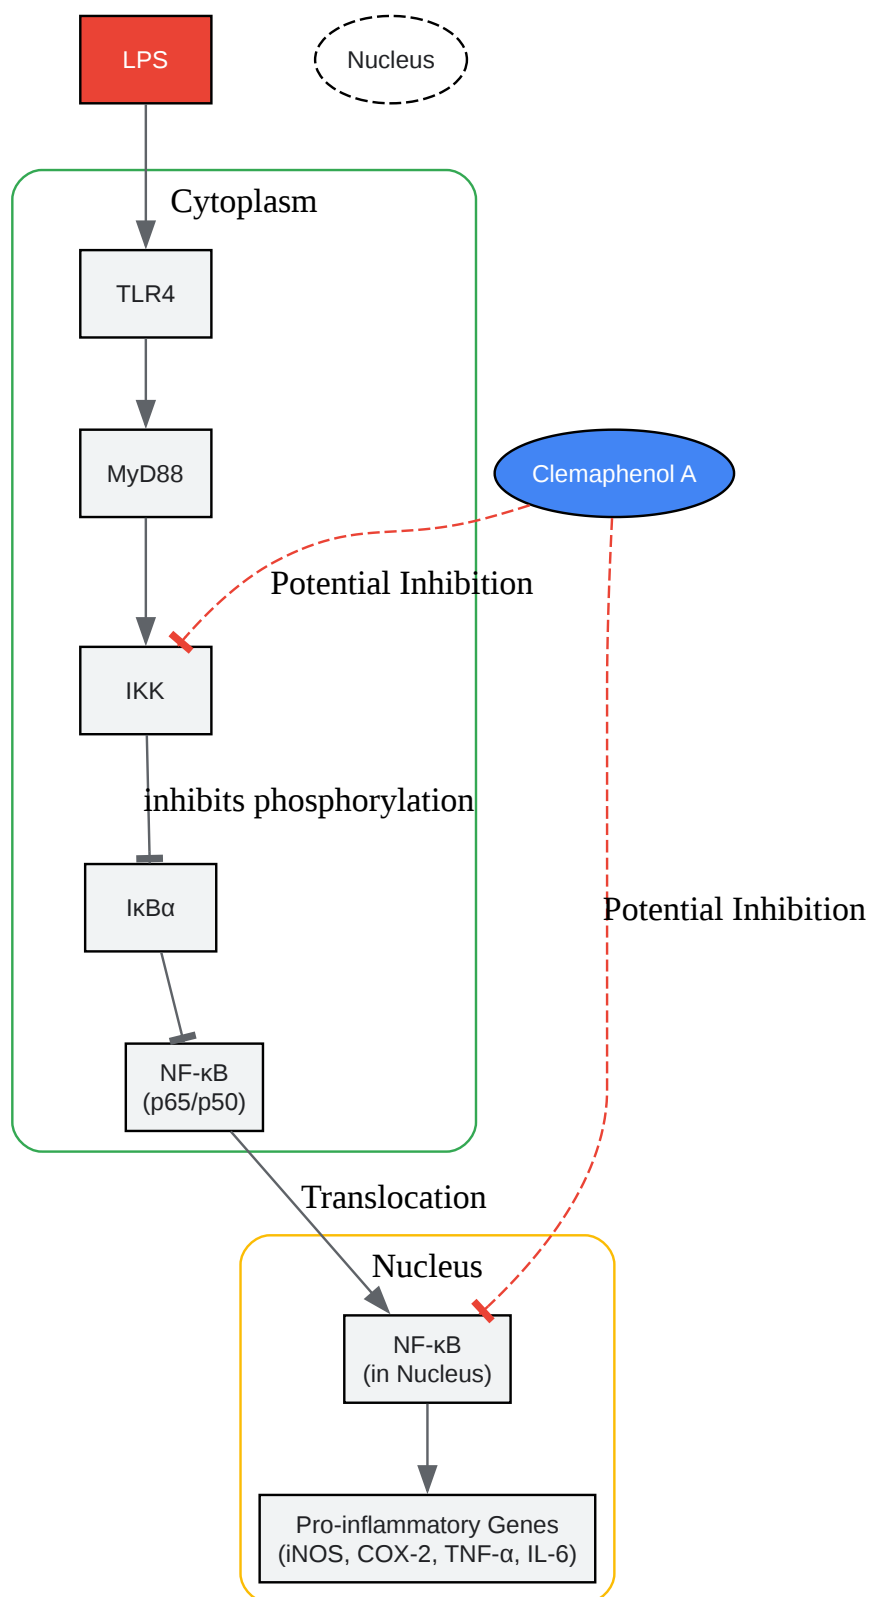 LPS
Nucleus
Cytoplasm
TLR4
MyD88
Clemaphenol A
Potential Inhibition
IKK
inhibits phosphorylation
IκBα
Potential Inhibition
NF-κB
(p65/p50)
Translocation
Nucleus
NF-κB
(in Nucleus)
Pro-inflammatory Genes
(iNOS, COX-2, TNF-α, IL-6)